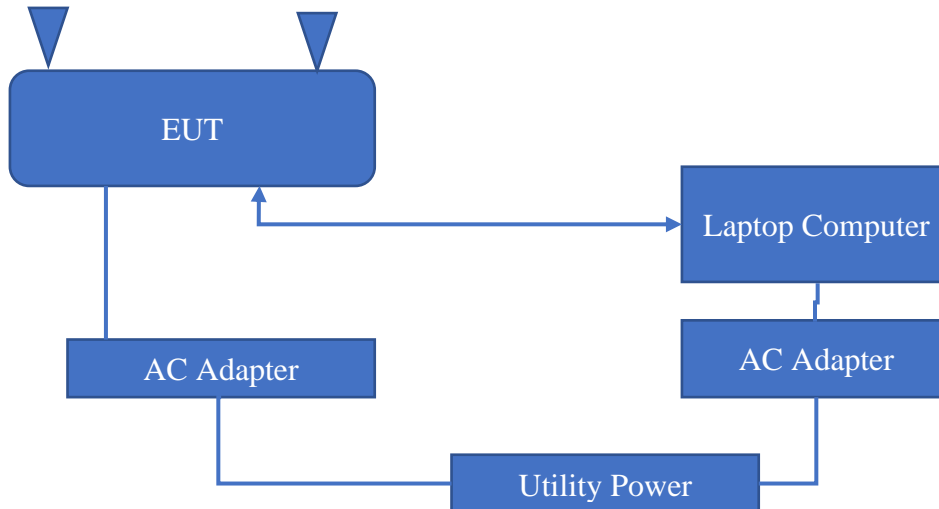 EUT
Laptop Computer
AC Adapter
AC Adapter
Utility Power